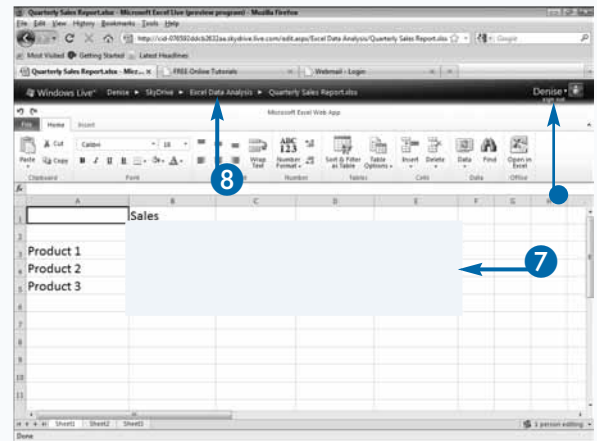 Quarterly Sales Report.xlsx - Microsoft Excel Live (preview program) - Mozilla Firefox
File Edit View History Bookmarks Tools Help
Most Visited Getting Started Latest Headlines
Quarterly Sales Report.xlsx - Micr... FREE Online Tutorials Webmail - Login
Windows Live™ Denise ▸ SkyDrive ▸ Excel Data Analysis ▸ Quarterly Sales Report.xlsx Denise
sign out
Microsoft Excel Web App
File Home Insert
Cut Calibri 18 ABC
Paste Copy B I U Wrap Text Number Format Sort & Filter as Table Table Options Insert Delete Data Find Open in Excel
Clipboard Font Number Tables Cells Data Office
8
fx
A B C D E F G
1 Sales
2
3 Product 1
7
4 Product 2
5 Product 3
6
7
8
9
10
11
Sheet1 Sheet2 Sheet3 1 person editing
Done